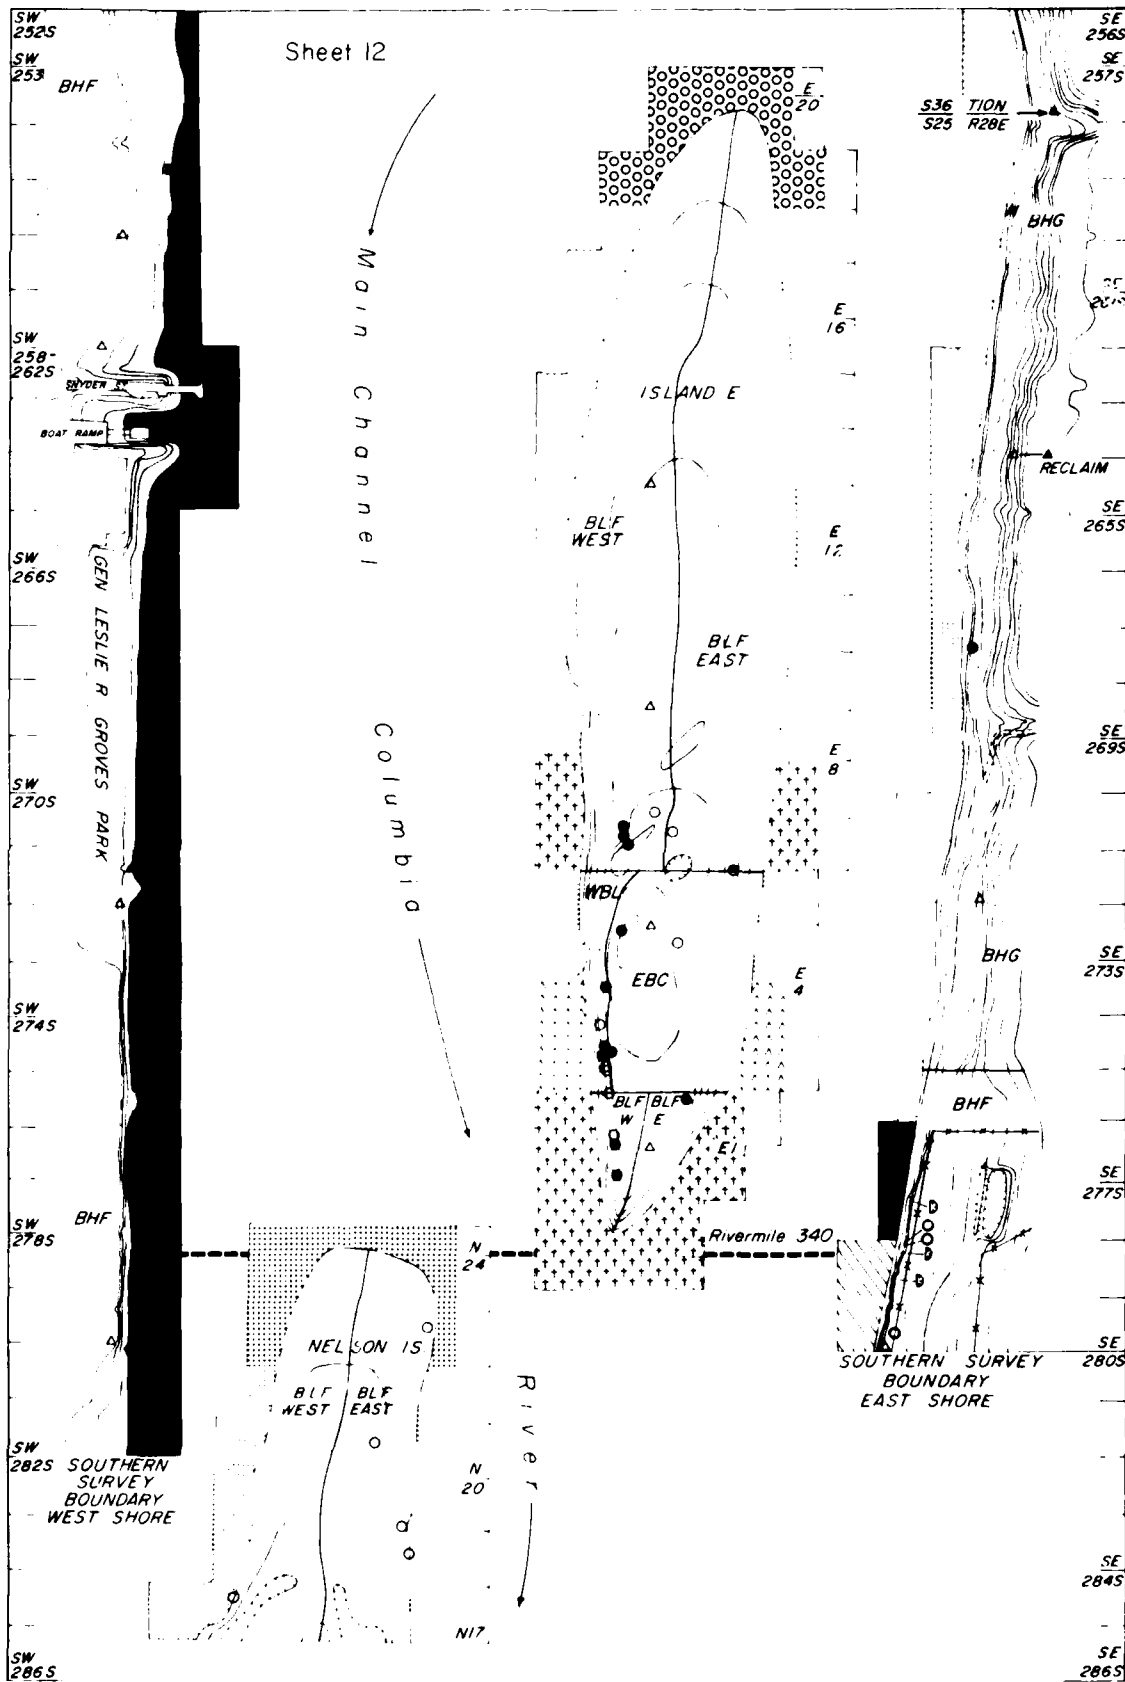 Sheet 12
SW
252S
SW
253
BHF
SW
258-
262S
SNYDER ST
BOAT RAMP
SW
266S
GEN LESLIE R GROVES PARK
SW
270S
SW
274S
BHF
SW
278S
SW
282S
SOUTHERN
SURVEY
BOUNDARY
WEST SHORE
SW
286S
Main Channel
Columbia
River
E
20
E
16
ISLAND E
BLF
WEST
E
12
BLF
EAST
E
8
WBL
EBC
E
4
BLF BLF
W E
E1
Rivermile 340
N
24
NELSON IS
BLF BLF
WEST EAST
N
20
N17
SE
256S
SE
257S
S36 TION
S25 R28E
BHG
SE
RECLAIM
SE
265S
SE
269S
BHG
SE
273S
BHF
SE
277S
SE
280S
SOUTHERN SURVEY
BOUNDARY
EAST SHORE
SE
284S
SE
286S